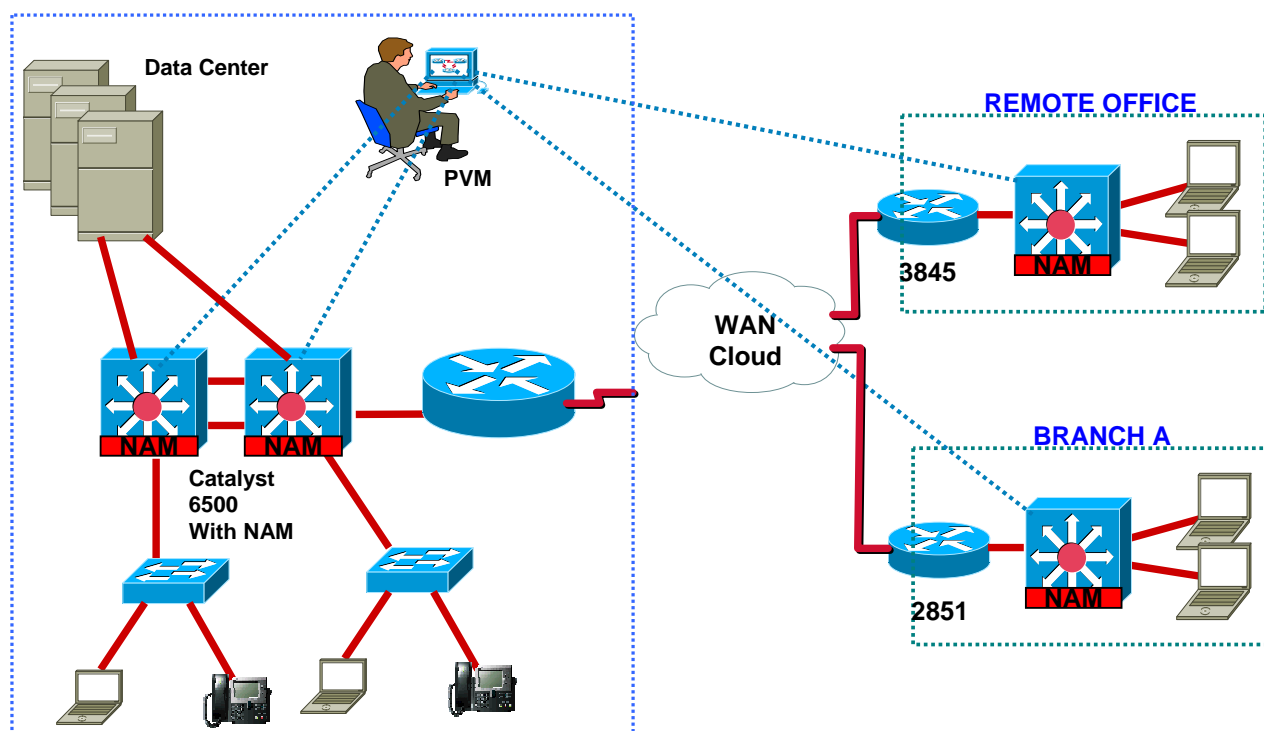 Data Center
PVM
REMOTE OFFICE
NAM
3845
WAN
Cloud
NAM
NAM
Catalyst
6500
With NAM
BRANCH A
NAM
2851